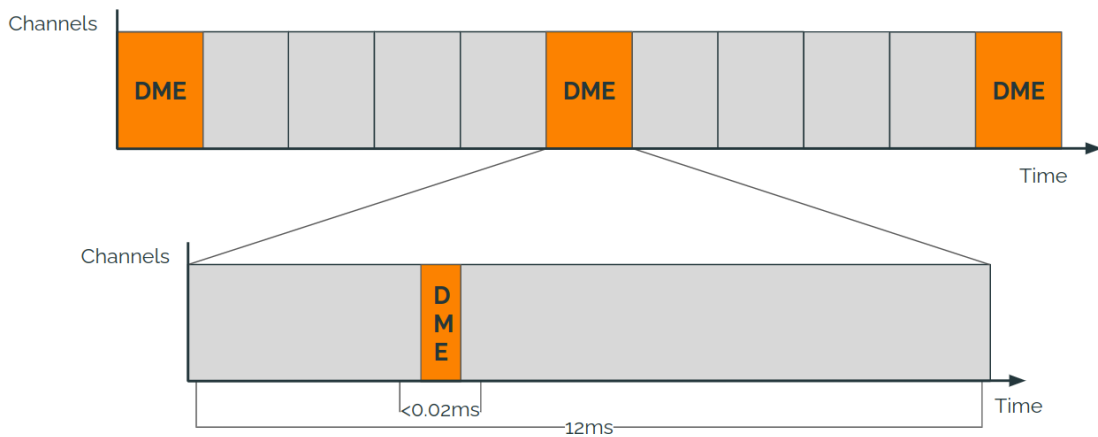 Channels
DME
DME
DME
Time
Channels
D
M
E
<0.02ms
Time
12ms